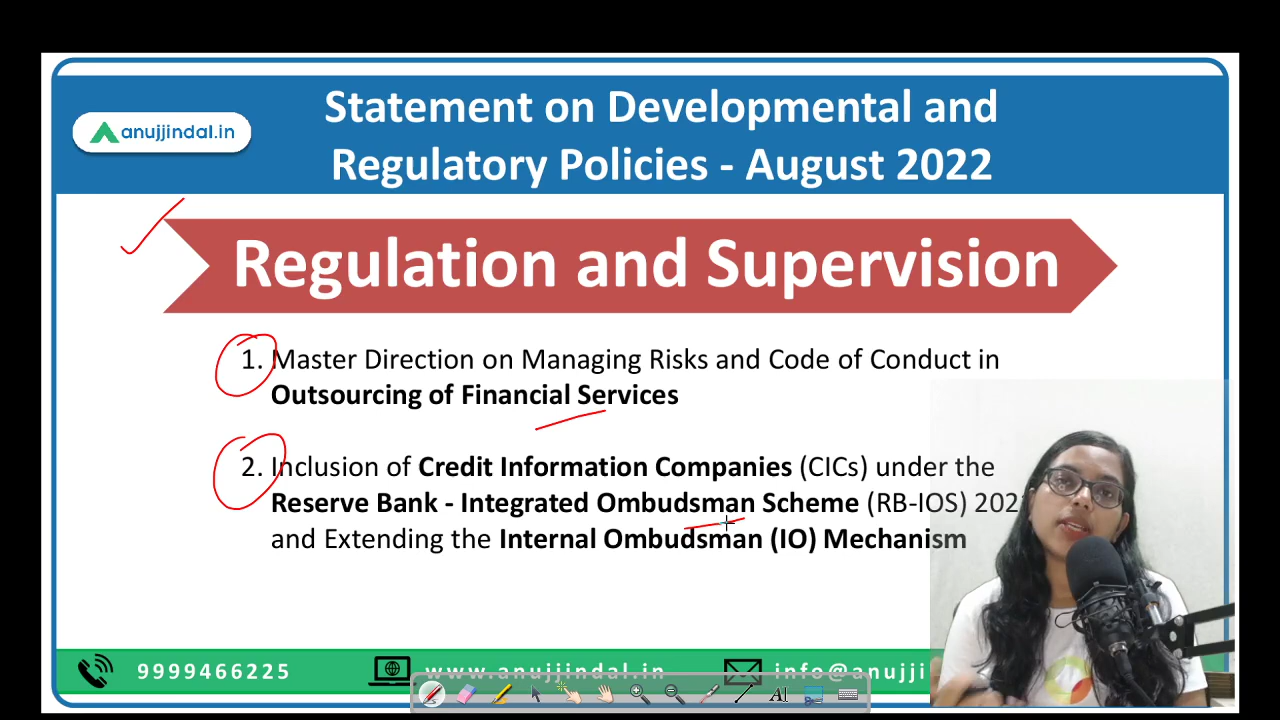 anujjindal.in
Statement on Developmental and
Regulatory Policies - August 2022
Regulation and Supervision
1. Master Direction on Managing Risks and Code of Conduct in
Outsourcing of Financial Services
2. Inclusion of Credit Information Companies (CICs) under the
Reserve Bank - Integrated Ombudsman Scheme (RB-IOS) 202
and Extending the Internal Ombudsman (IO) Mechanism
9999466225
www.anujjindal.in
info@anujji
AI